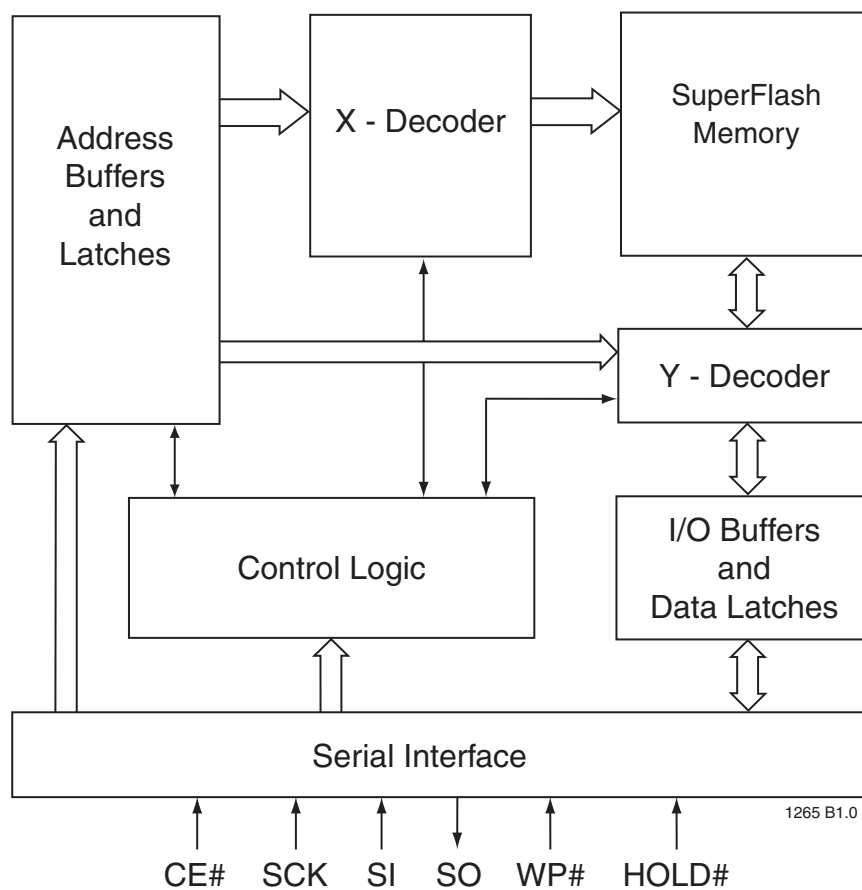 Address
Buffers
and
Latches
X - Decoder
SuperFlash
Memory
Y - Decoder
Control Logic
I/O Buffers
and
Data Latches
Serial Interface
1265 B1.0
CE# SCK SI SO WP# HOLD#